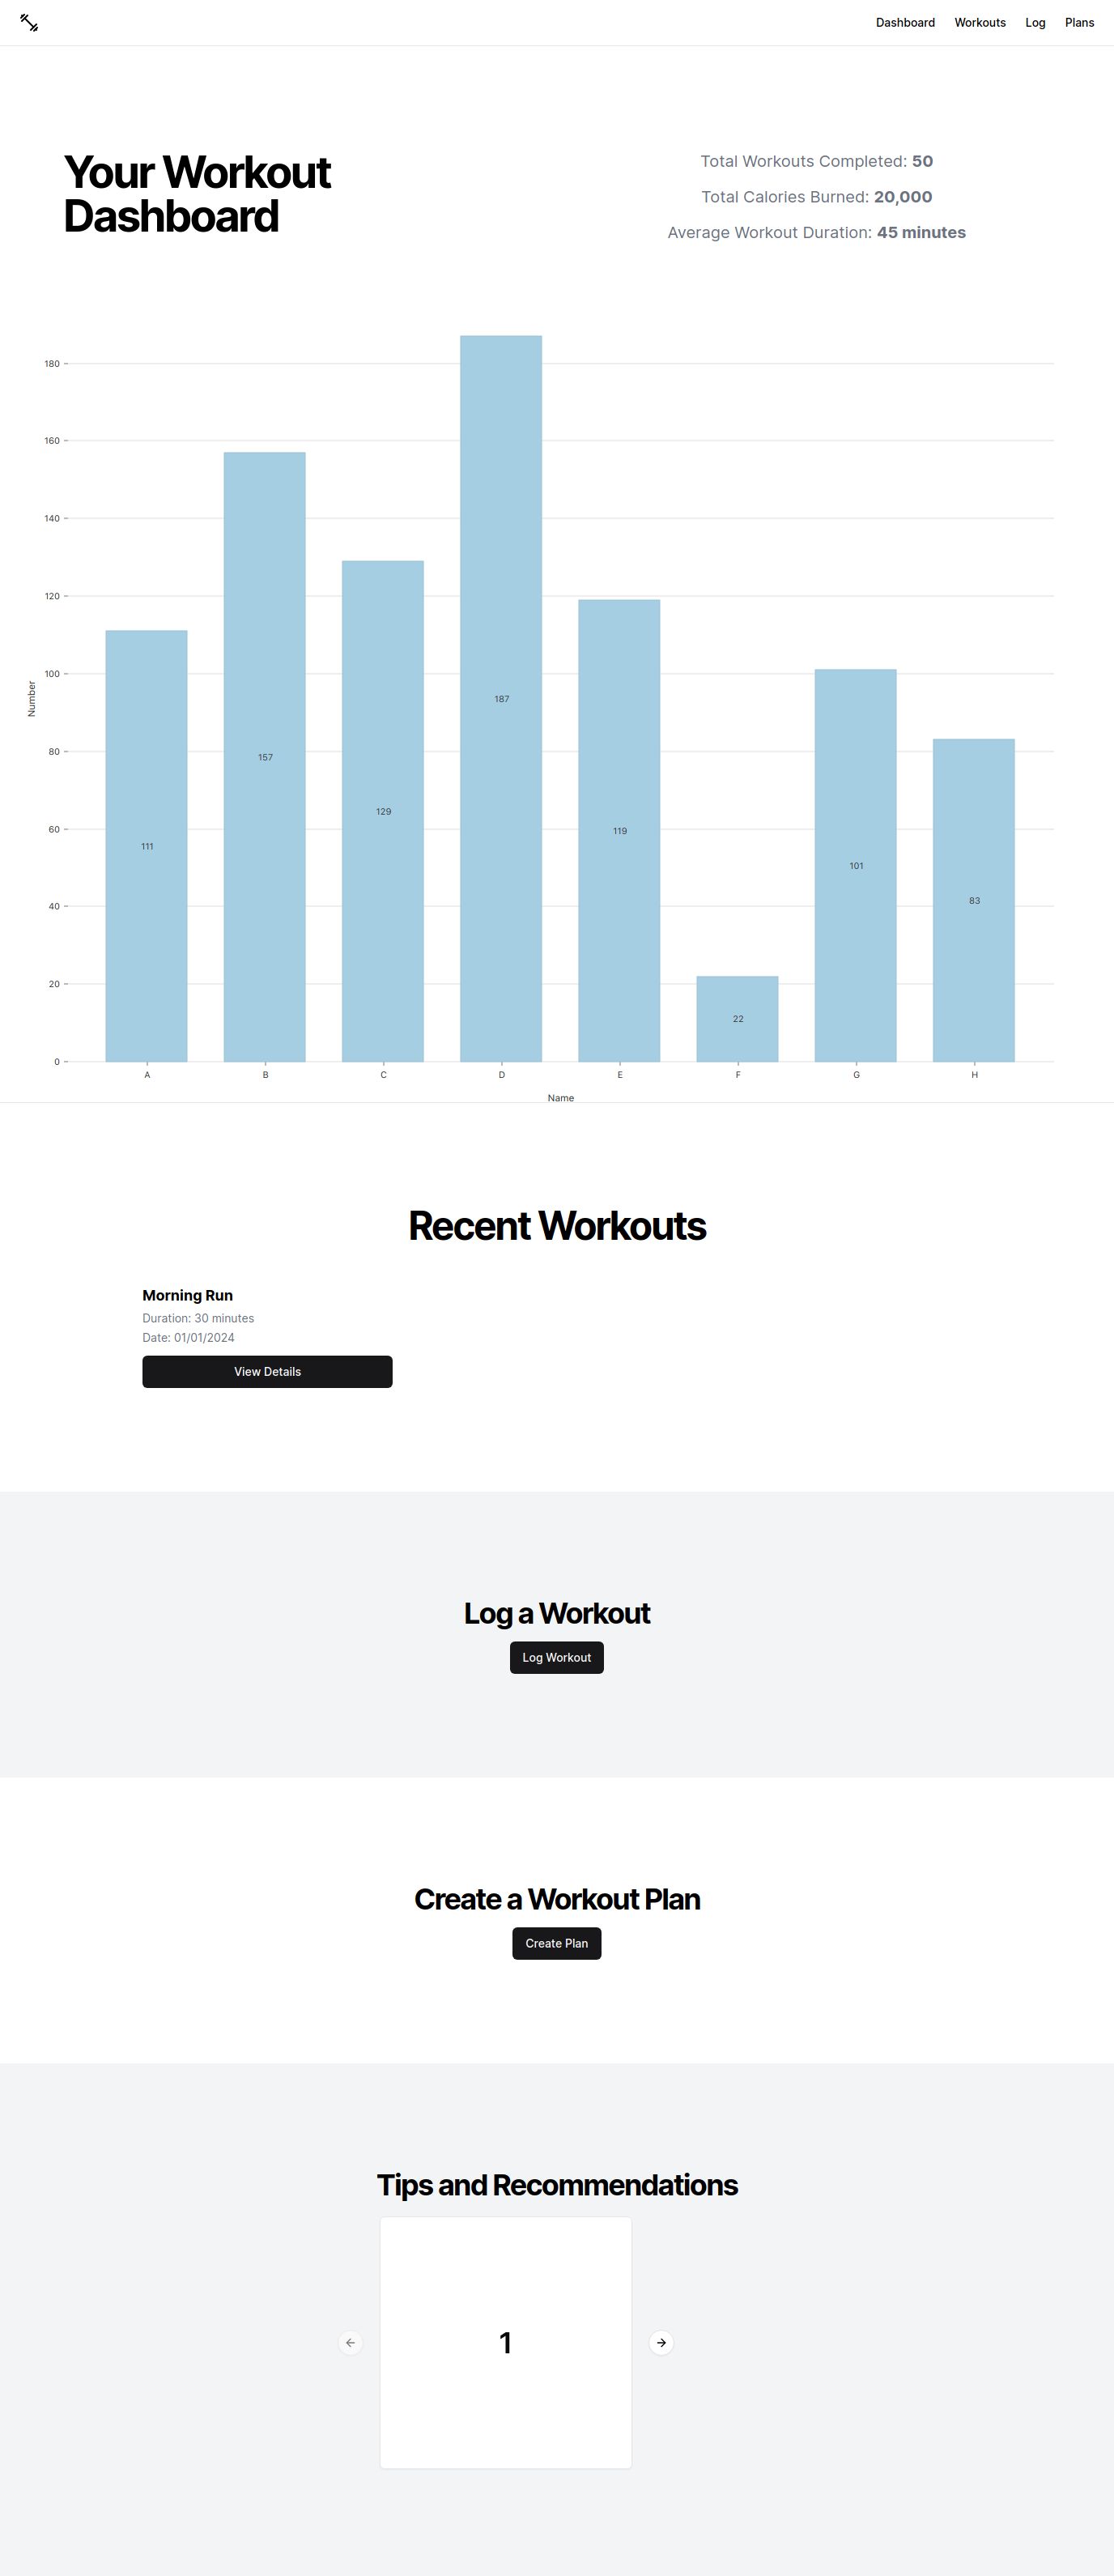 Dashboard Workouts Log Plans
Your Workout
Dashboard
Total Workouts Completed: 50
Total Calories Burned: 20,000
Average Workout Duration: 45 minutes
180
160
140
120
100
80
60
40
20
0
Number
111
157
129
187
119
22
101
83
A B C D E F G H
Name
Recent Workouts
Morning Run
Duration: 30 minutes
Date: 01/01/2024
View Details
Log a Workout
Log Workout
Create a Workout Plan
Create Plan
Tips and Recommendations
1